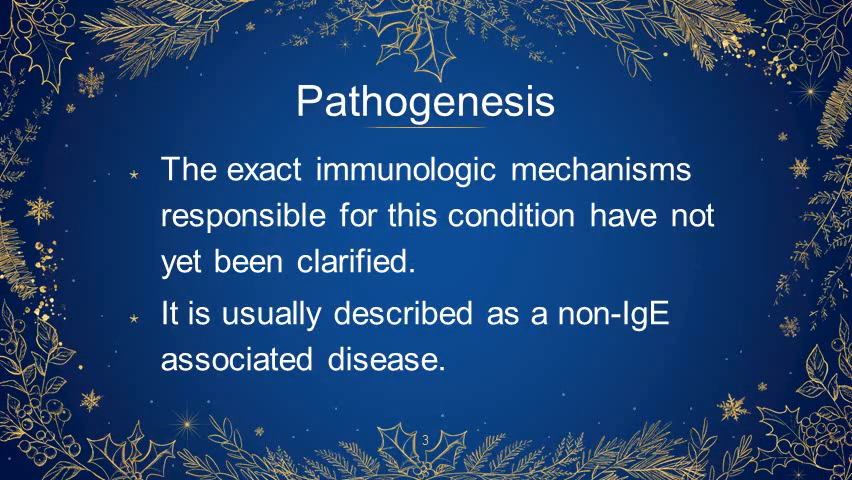 Pathogenesis
The exact immunologic mechanisms
responsible for this condition have not
yet been clarified.
It is usually described as a non-IgE
associated disease.
3